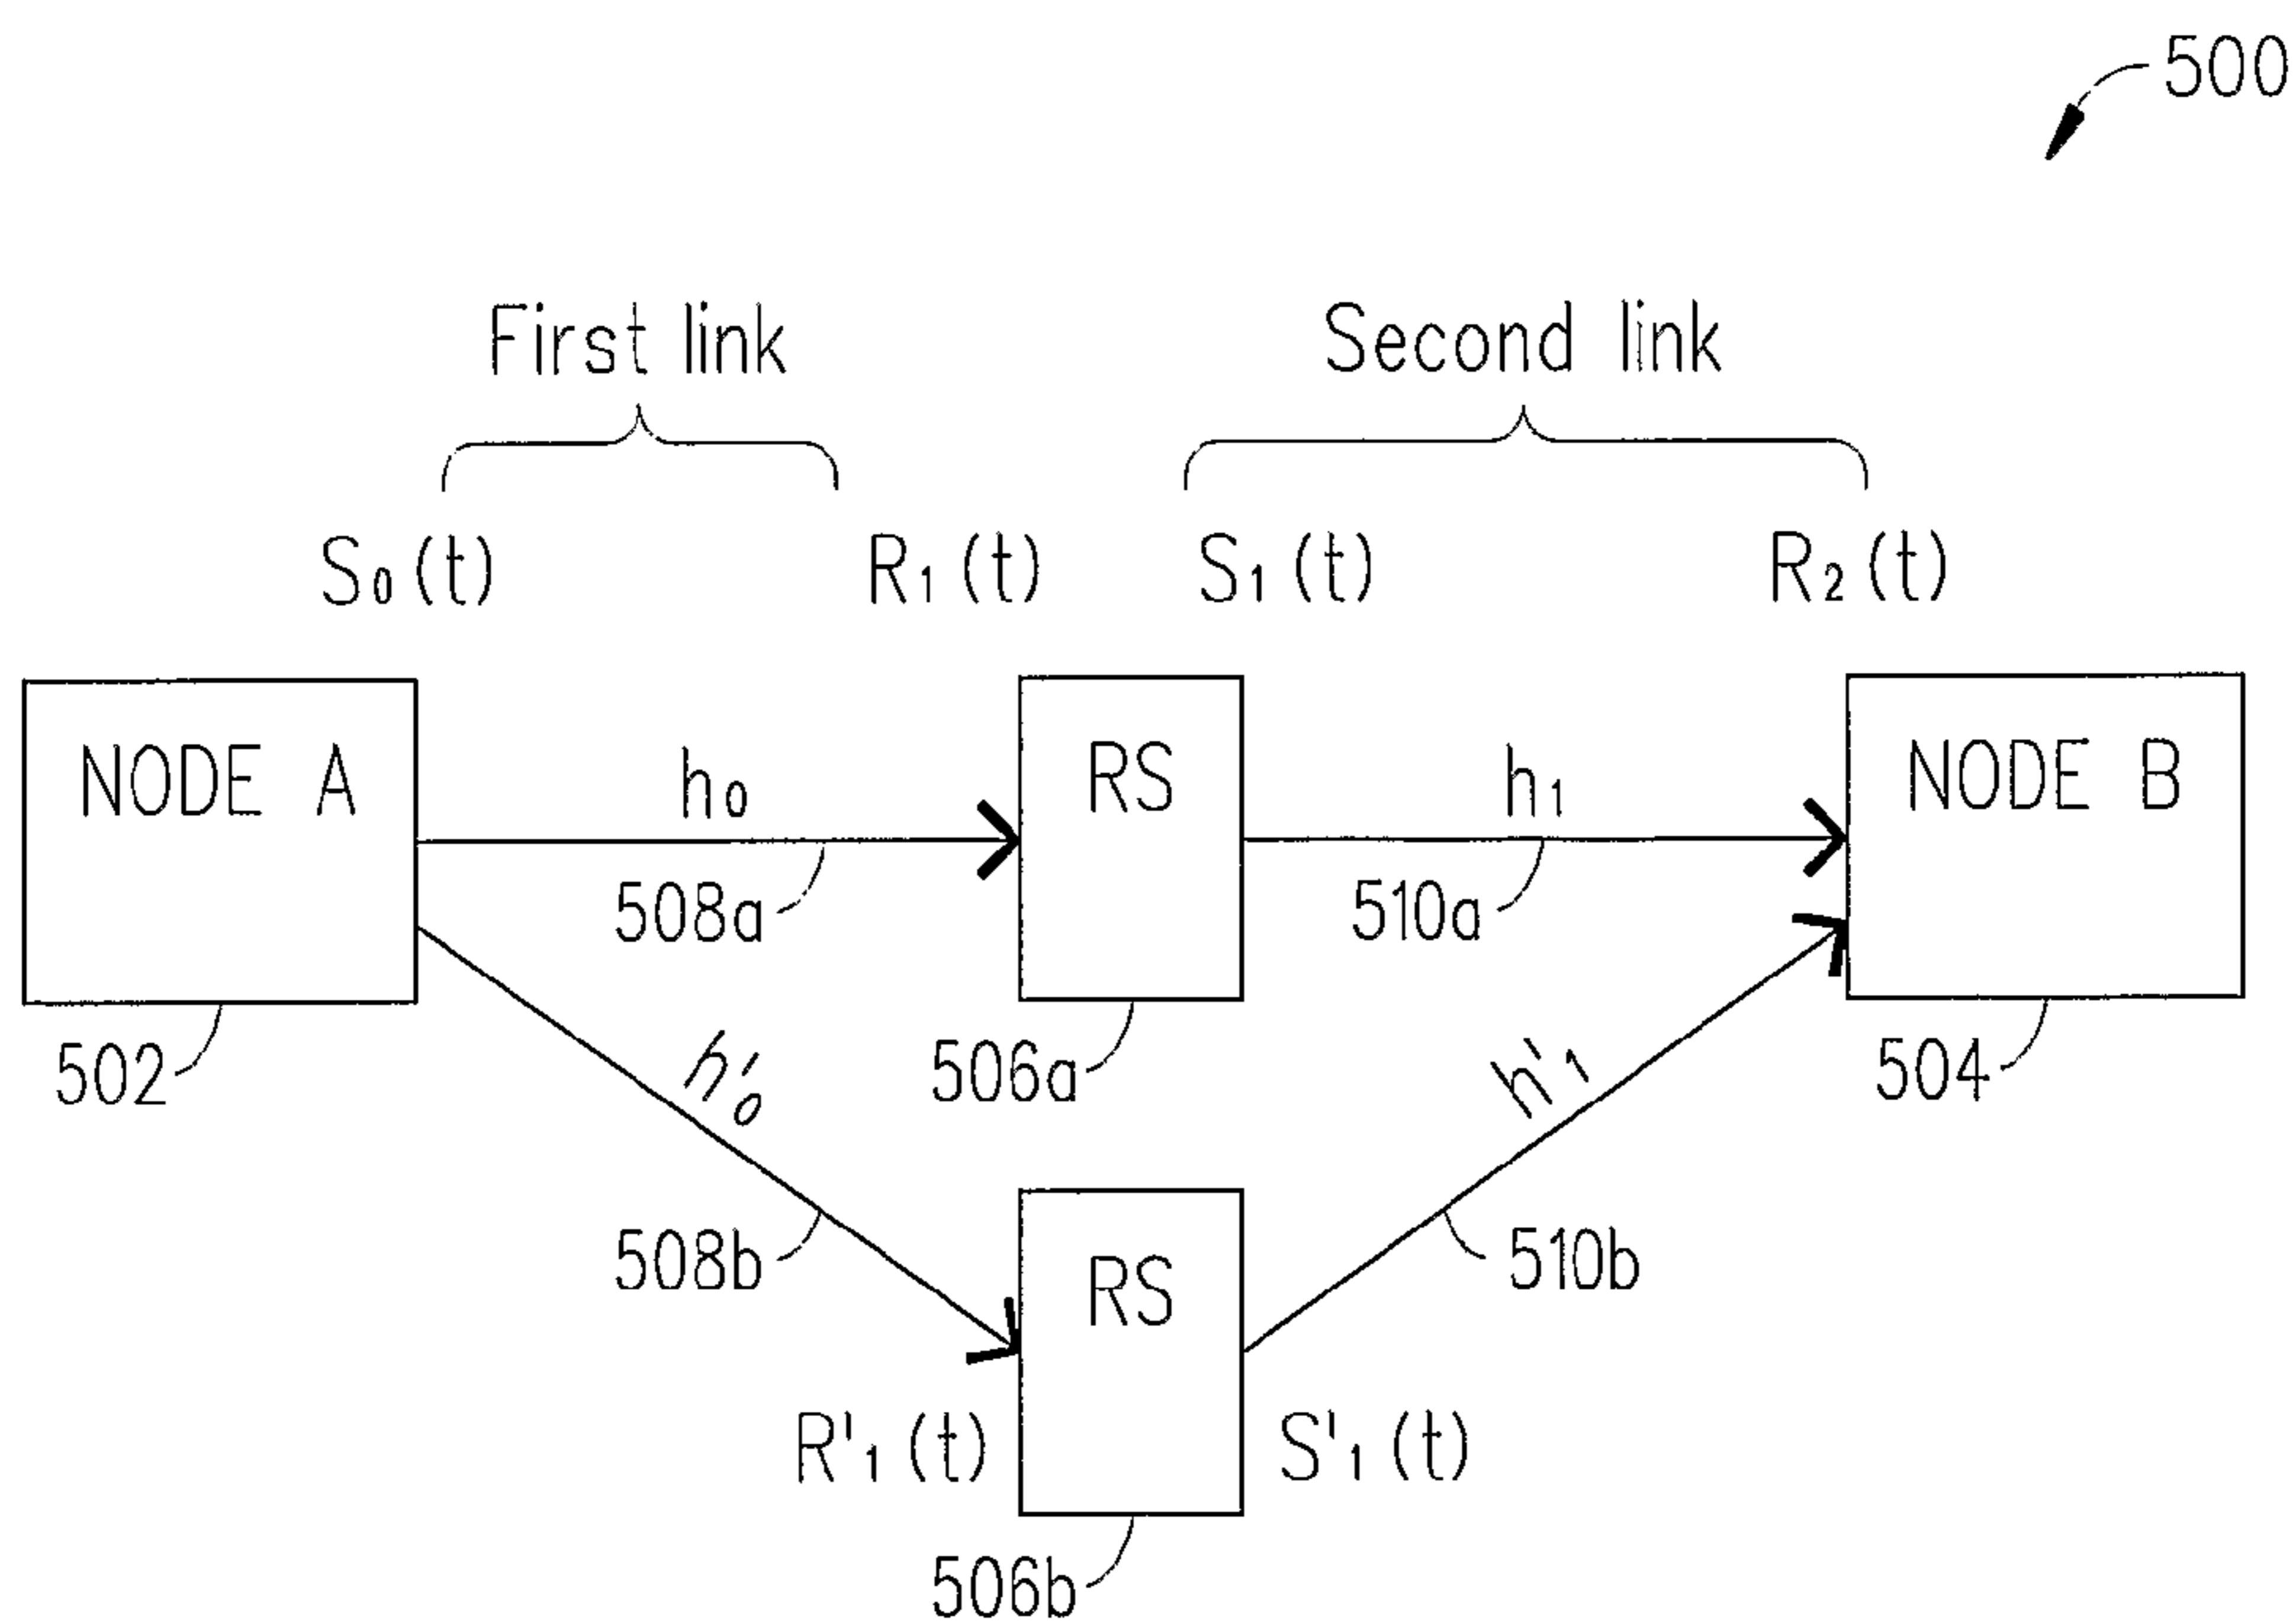 500
First link
Second link
S₀(t)
R₁(t)
S₁(t)
R₂(t)
NODE A
h₀
RS
h₁
NODE B
508a
510a
502
h'₀
506a
h'₁
504
508b
RS
510b
R'₁(t)
S'₁(t)
506b